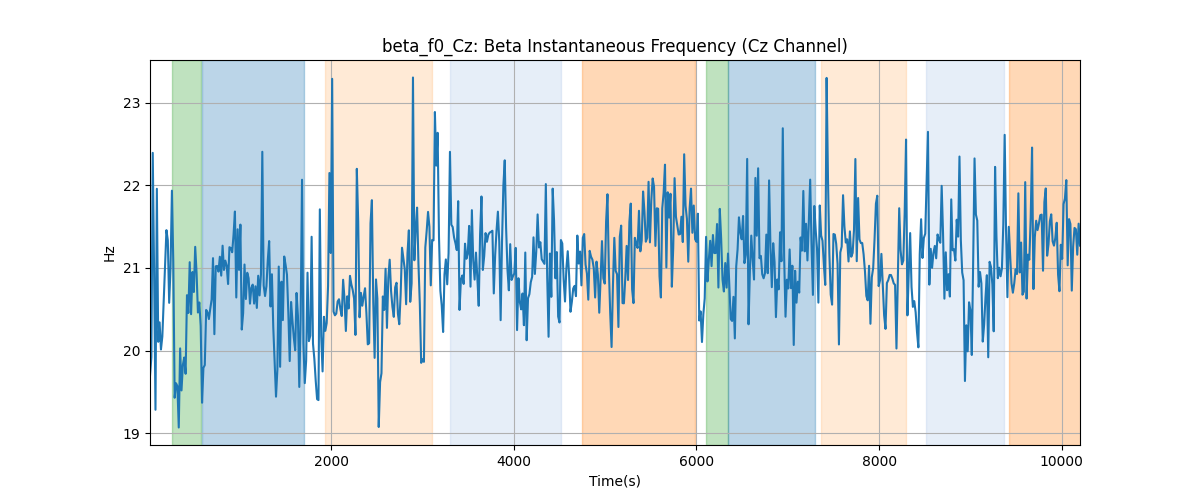 beta_f0_Cz: Beta Instantaneous Frequency (Cz Channel)
23
22
21
20
19
Hz
2000 4000 6000 8000 10000
Time(s)